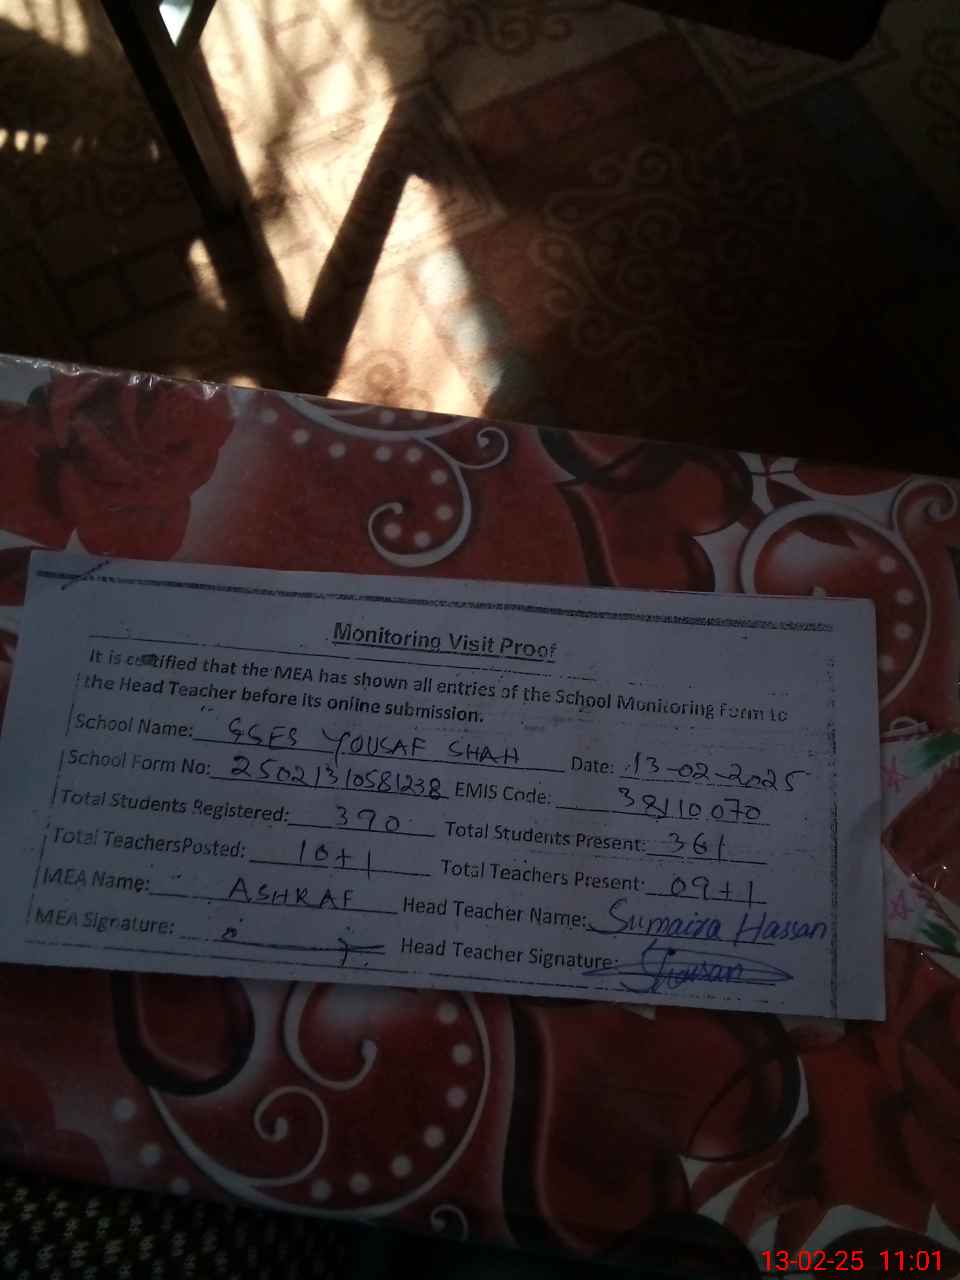 Monitoring Visit Proof
It is certified that the MEA has shown all entries of the School Monitoring Form to
the Head Teacher before its online submission.
School Name: GGES YOUSAF SHAH Date: 13-02-2025
School Form No: 25021310581238 EMIS Code: 38110070
Total Students Registered: 390 Total Students Present: 361
Total TeachersPosted: 10+1 Total Teachers Present: 09+1
MEA Name: ASHRAF Head Teacher Name: Sumaira Hassan
MEA Signature: Head Teacher Signature:
13-02-25 11:01